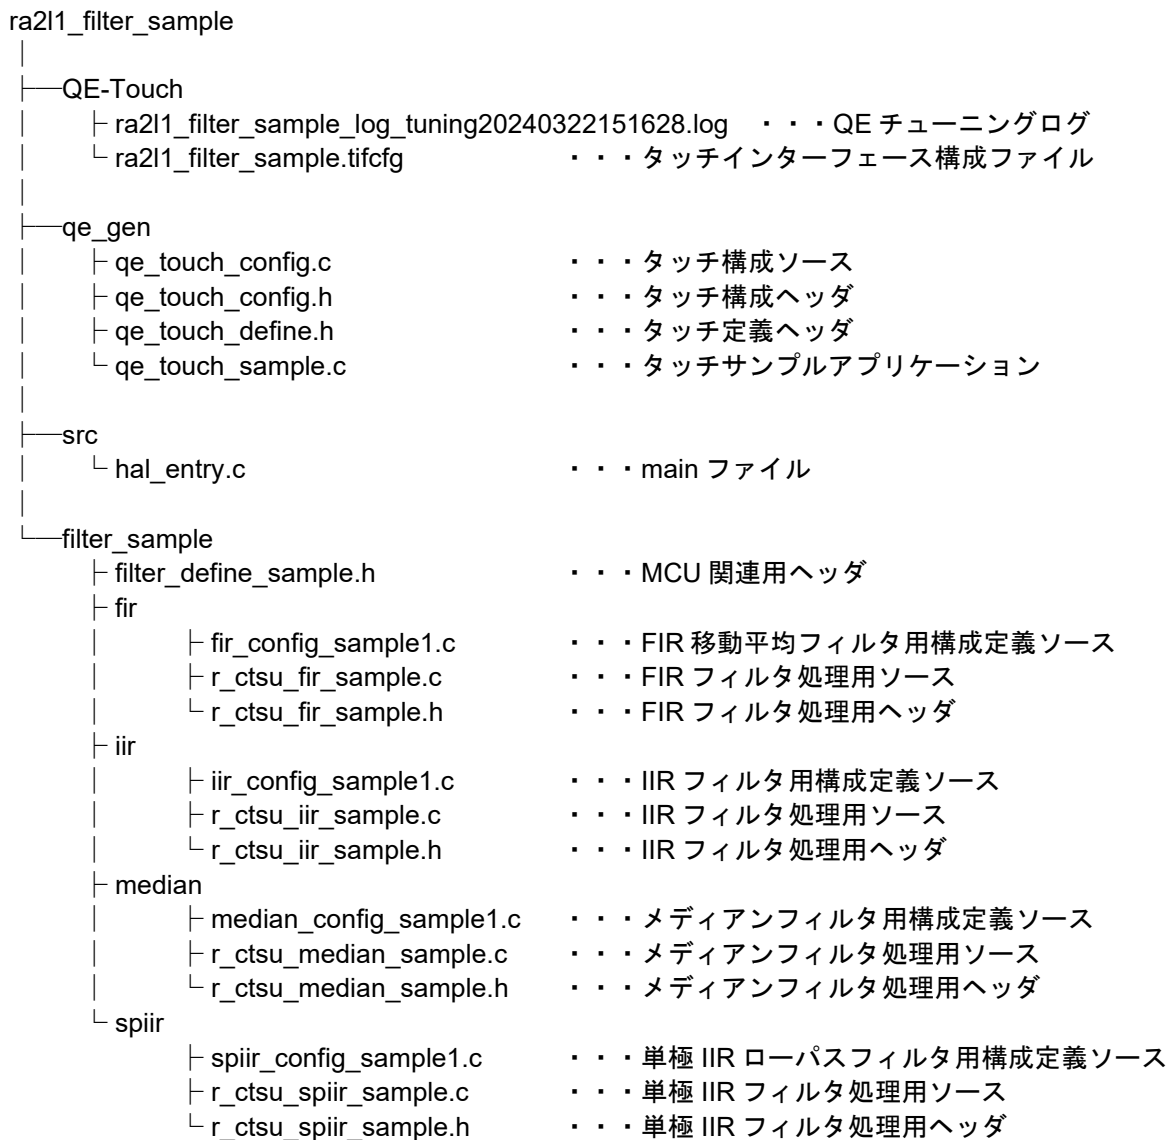 ra2l1_filter_sample
QE-Touch
ra2l1_filter_sample_log_tuning20240322151628.log ・・・QE チューニングログ
ra2l1_filter_sample.tifcfg ・・・タッチインターフェース構成ファイル
qe_gen
qe_touch_config.c ・・・タッチ構成ソース
qe_touch_config.h ・・・タッチ構成ヘッダ
qe_touch_define.h ・・・タッチ定義ヘッダ
qe_touch_sample.c ・・・タッチサンプルアプリケーション
src
hal_entry.c ・・・main ファイル
filter_sample
filter_define_sample.h ・・・MCU 関連用ヘッダ
fir
fir_config_sample1.c ・・・FIR 移動平均フィルタ用構成定義ソース
r_ctsu_fir_sample.c ・・・FIR フィルタ処理用ソース
r_ctsu_fir_sample.h ・・・FIR フィルタ処理用ヘッダ
iir
iir_config_sample1.c ・・・IIR フィルタ用構成定義ソース
r_ctsu_iir_sample.c ・・・IIR フィルタ処理用ソース
r_ctsu_iir_sample.h ・・・IIR フィルタ処理用ヘッダ
median
median_config_sample1.c ・・・メディアンフィルタ用構成定義ソース
r_ctsu_median_sample.c ・・・メディアンフィルタ処理用ソース
r_ctsu_median_sample.h ・・・メディアンフィルタ処理用ヘッダ
spiir
spiir_config_sample1.c ・・・単極 IIR ローパスフィルタ用構成定義ソース
r_ctsu_spiir_sample.c ・・・単極 IIR フィルタ処理用ソース
r_ctsu_spiir_sample.h ・・・単極 IIR フィルタ処理用ヘッダ